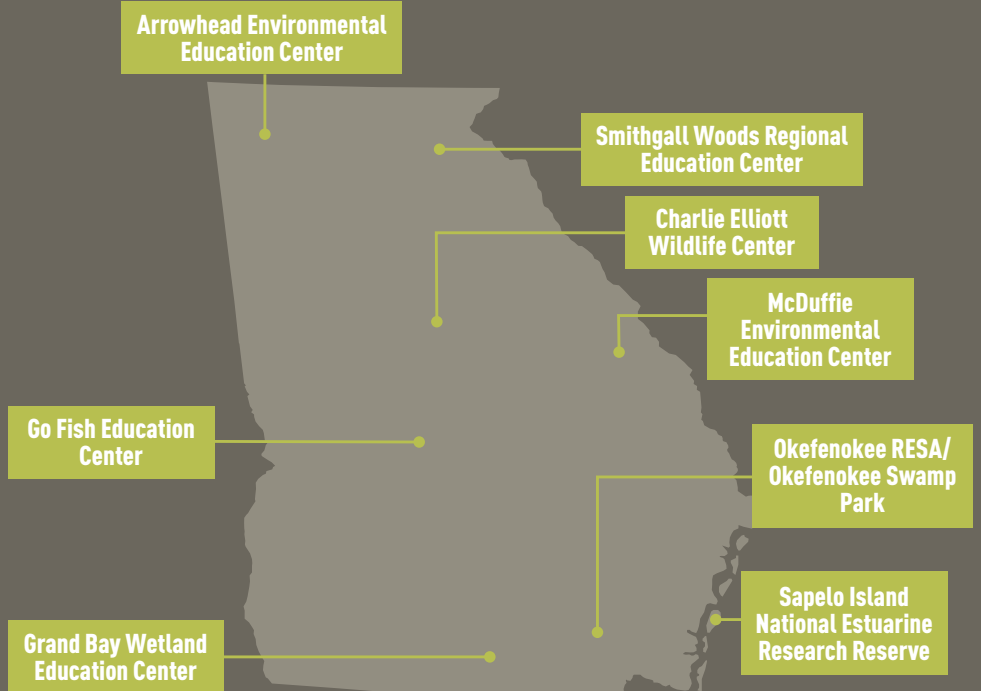 Arrowhead Environmental
Education Center
Smithgall Woods Regional
Education Center
Charlie Elliott
Wildlife Center
McDuffie
Environmental
Education Center
Go Fish Education
Center
Okefenokee RESA/
Okefenokee Swamp
Park
Sapelo Island
National Estuarine
Research Reserve
Grand Bay Wetland
Education Center